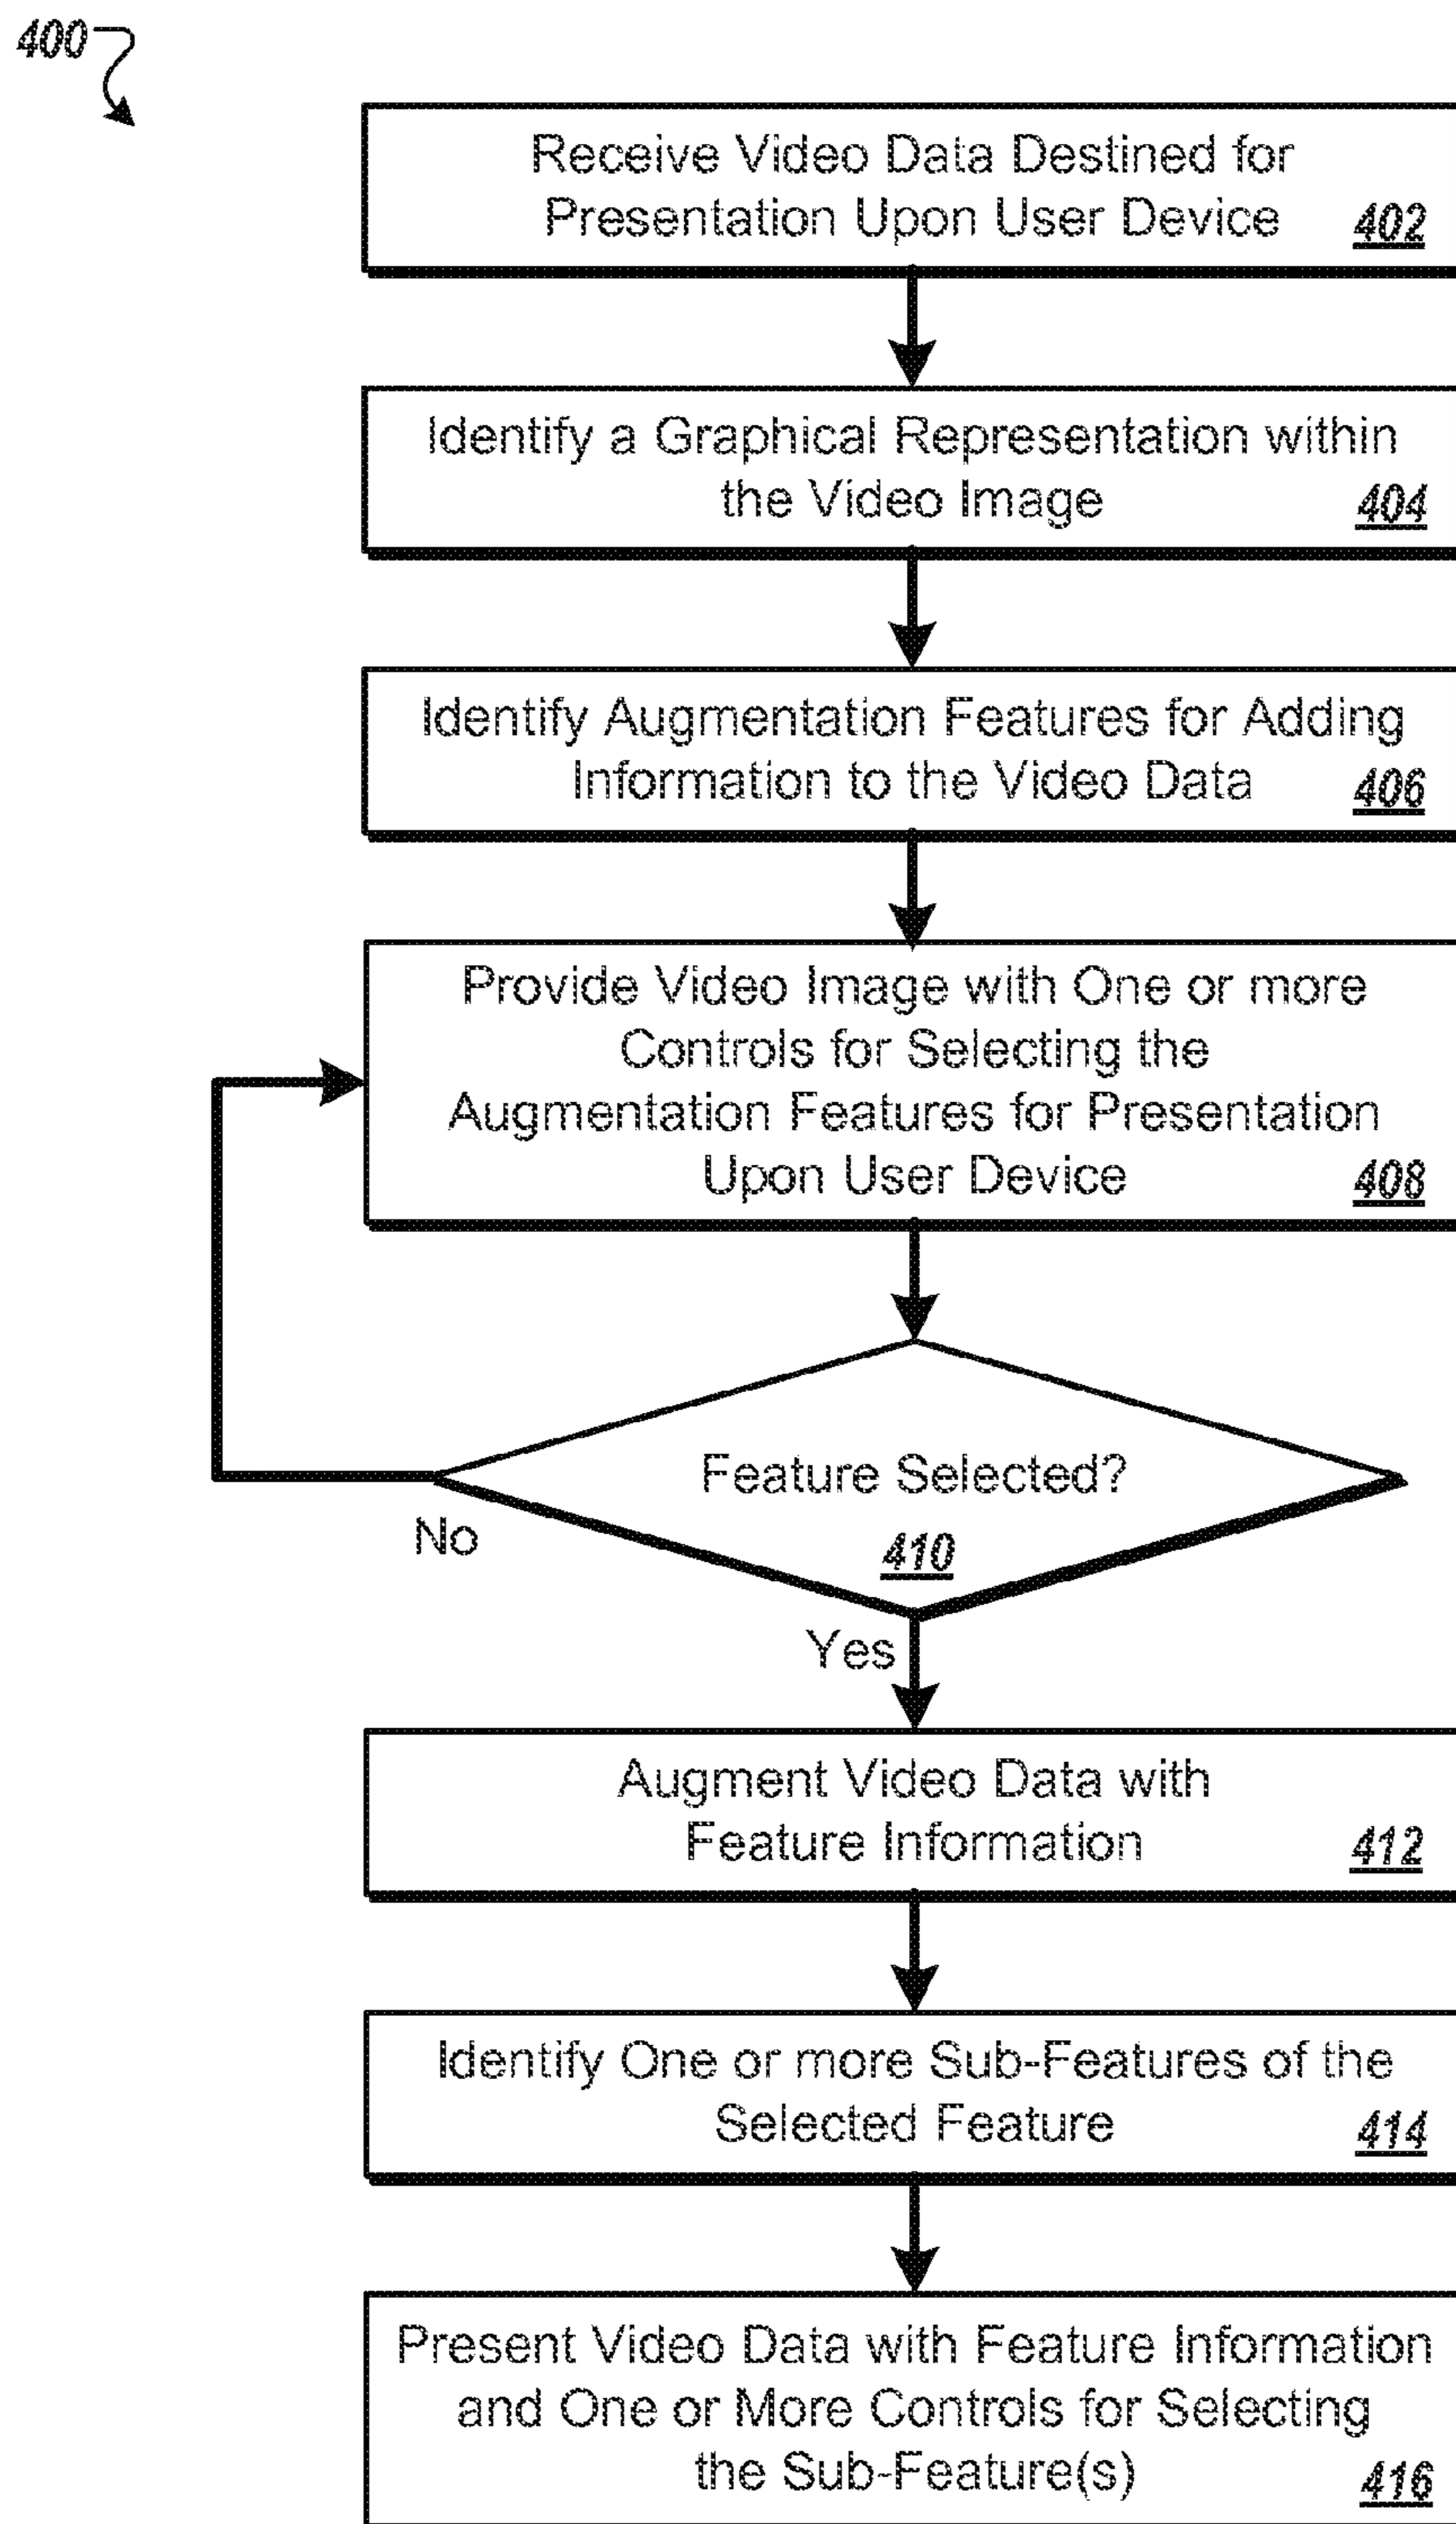 400
Receive Video Data Destined for
Presentation Upon User Device 402
Identify a Graphical Representation within
the Video Image 404
Identify Augmentation Features for Adding
Information to the Video Data 406
Provide Video Image with One or more
Controls for Selecting the
Augmentation Features for Presentation
Upon User Device 408
Feature Selected?
No
410
Yes
Augment Video Data with
Feature Information 412
Identify One or more Sub-Features of the
Selected Feature 414
Present Video Data with Feature Information
and One or More Controls for Selecting
the Sub-Feature(s) 416